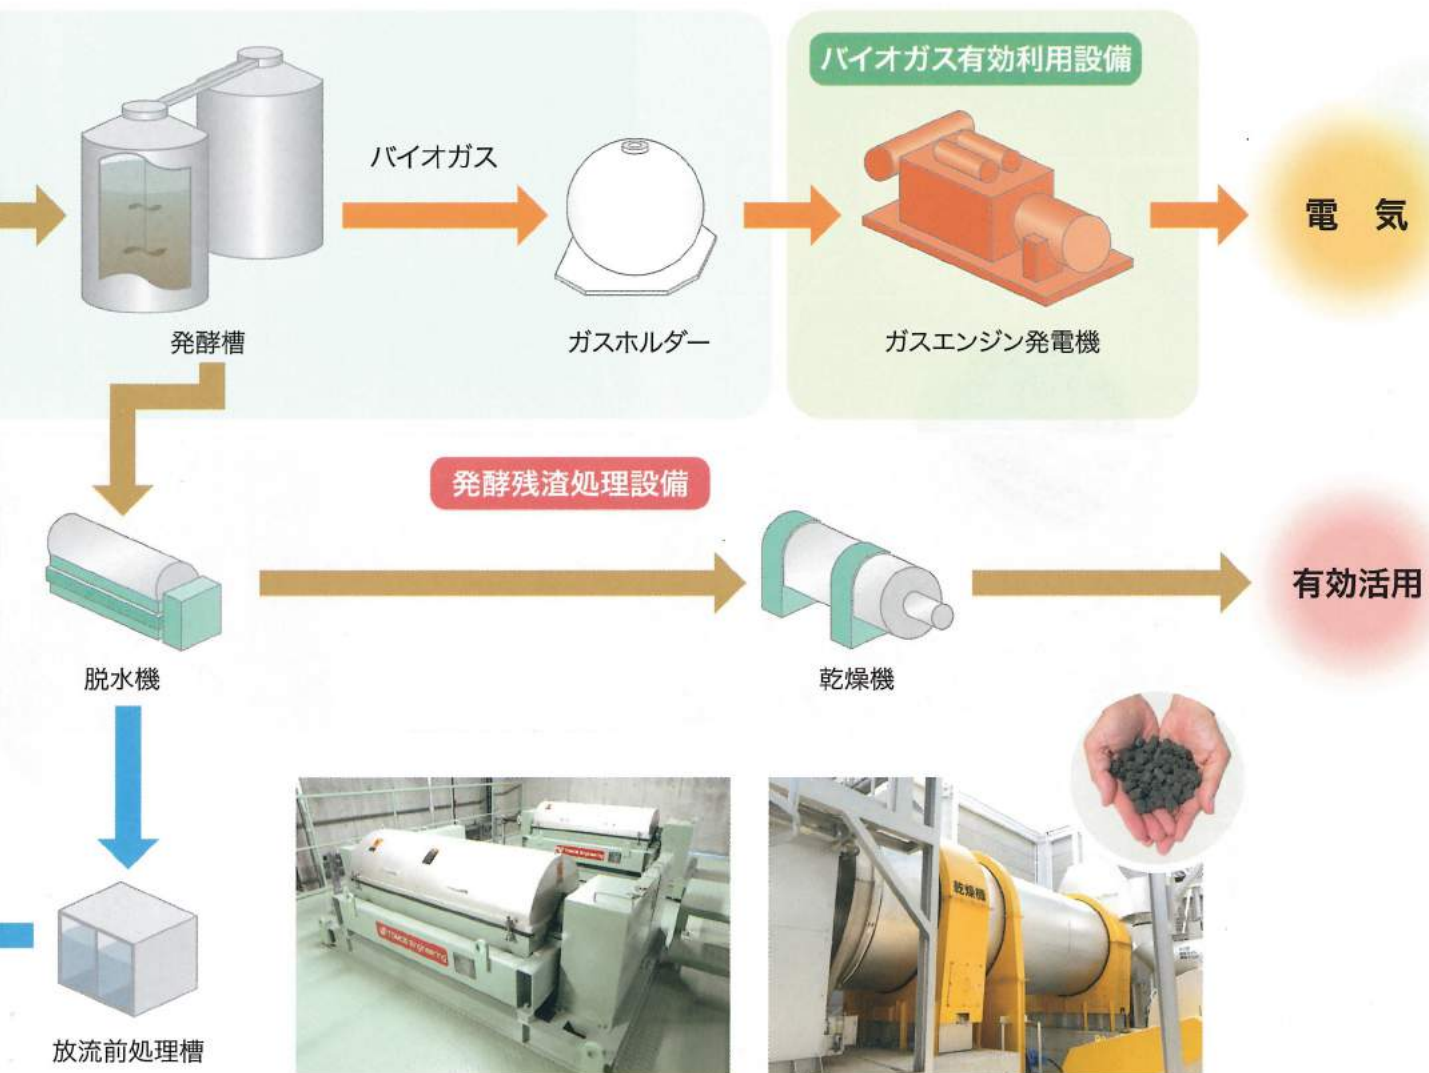 バイオガス有効利用設備
バイオガス
電 気
発酵槽
ガスホルダー
ガスエンジン発電機
発酵残渣処理設備
有効活用
脱水機
乾燥機
乾燥機
放流前処理槽